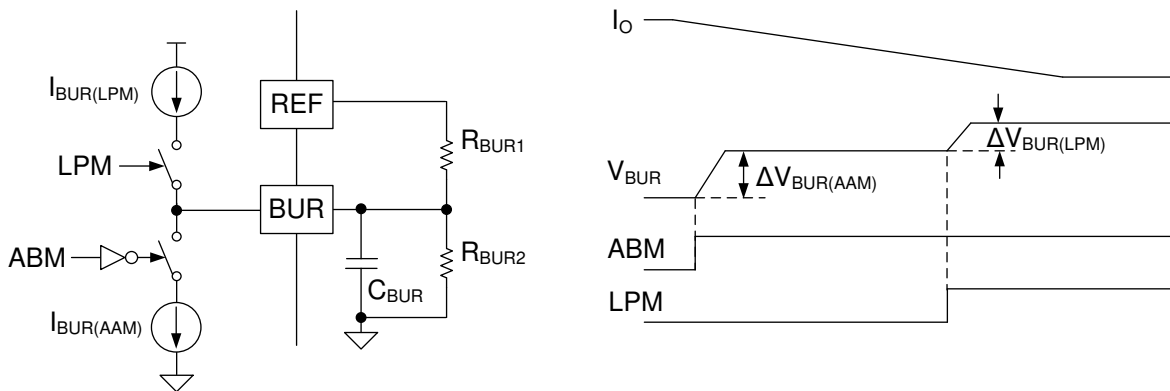 I_BUR(LPM)
LPM
ABM
I_BUR(AAM)
REF
BUR
R_BUR1
R_BUR2
C_BUR
I_O
V_BUR
ΔV_BUR(AAM)
ΔV_BUR(LPM)
ABM
LPM